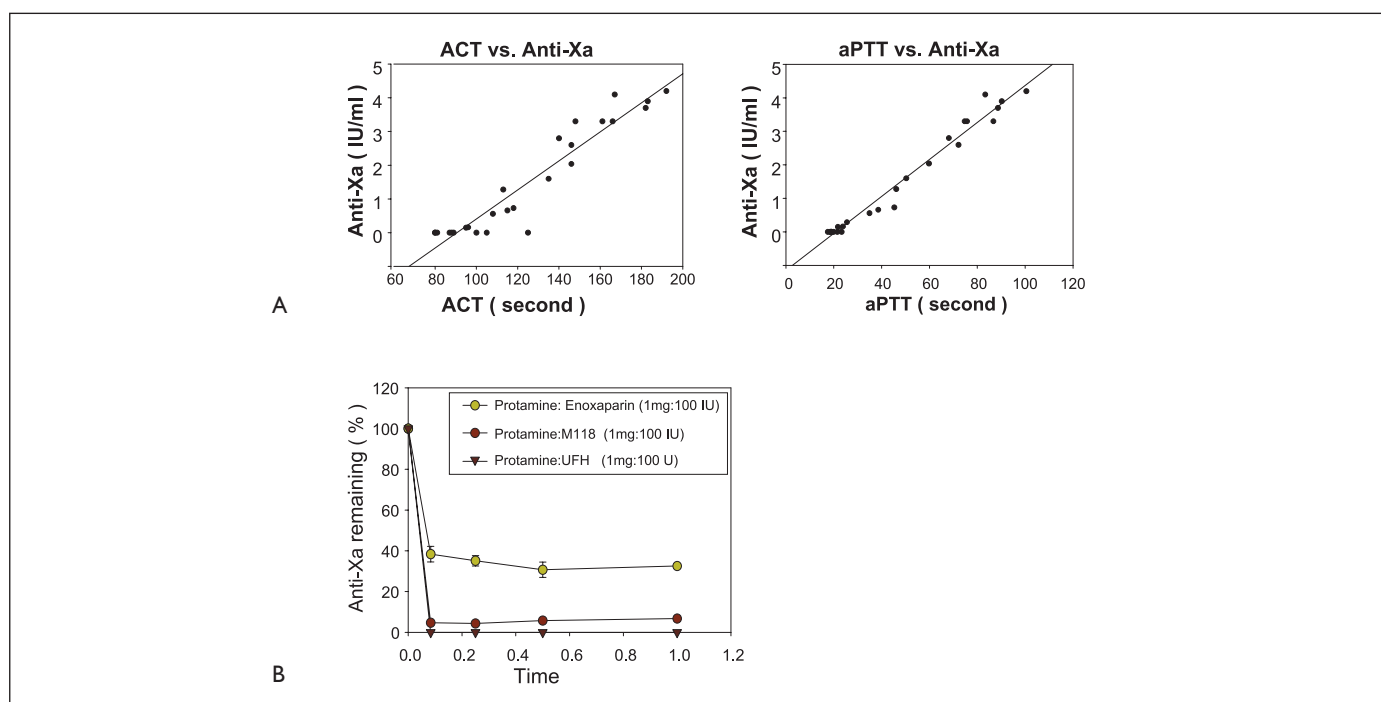 ACT vs. Anti-Xa
Anti-Xa ( IU/ml )
5
4
3
2
1
0
60 80 100 120 140 160 180 200
ACT ( second )
aPTT vs. Anti-Xa
Anti-Xa ( IU/ml )
5
4
3
2
1
0
0 20 40 60 80 100 120
aPTT ( second )
A
Anti-Xa remaining ( % )
120
100
80
60
40
20
0
Protamine: Enoxaparin (1mg:100 IU)
Protamine:M118 (1mg:100 IU)
Protamine:UFH (1mg:100 U)
0.0 0.2 0.4 0.6 0.8 1.0 1.2
Time
B